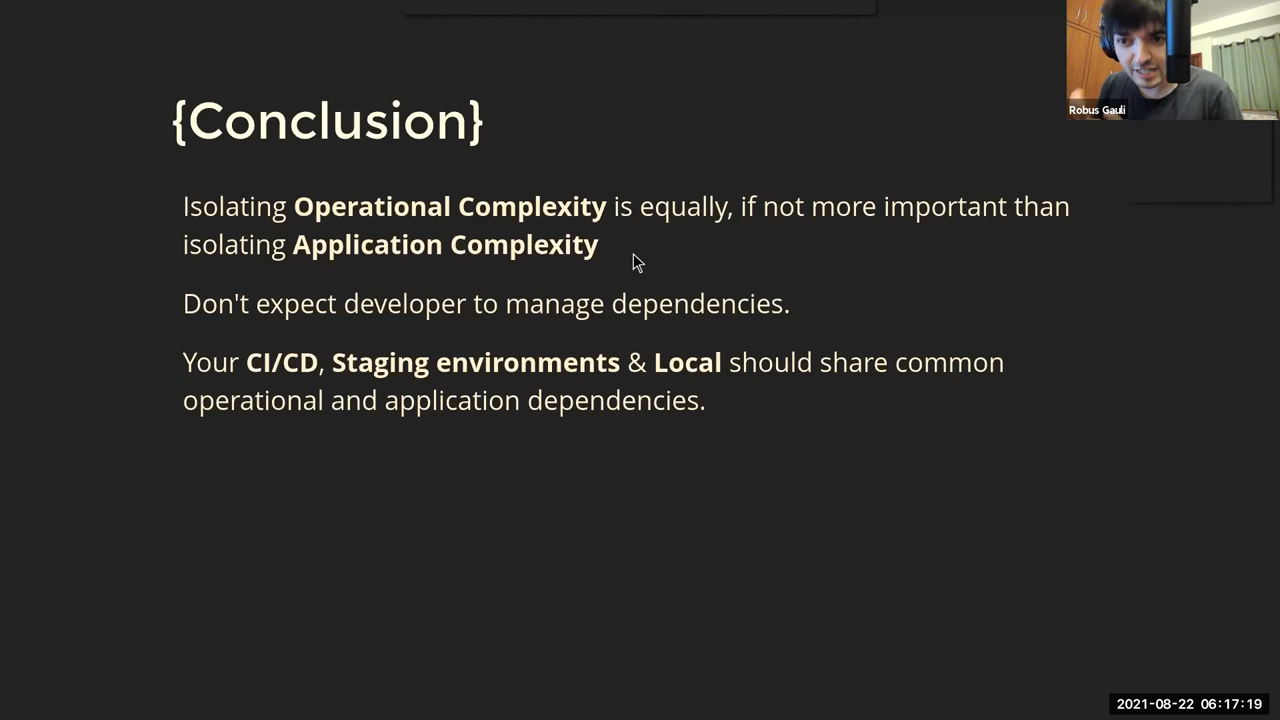 {Conclusion}
Robus Gauli
Isolating Operational Complexity is equally, if not more important than
isolating Application Complexity
Don't expect developer to manage dependencies.
Your CI/CD, Staging environments & Local should share common
operational and application dependencies.
2021-08-22 06:17:19